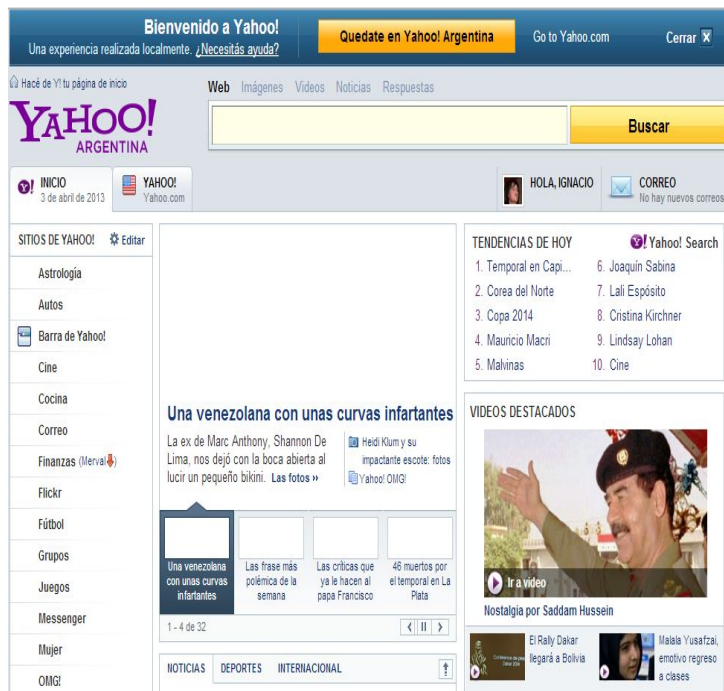 Bienvenido a Yahoo!
Una experiencia realizada localmente. ¿Necesitás ayuda?
Quedate en Yahoo! Argentina
Go to Yahoo.com
Cerrar X
Hacé de Y! tu página de inicio
YAHOO!
ARGENTINA
Web Imágenes Videos Noticias Respuestas
Buscar
INICIO
3 de abril de 2013
YAHOO!
Yahoo.com
HOLA, IGNACIO
CORREO
No hay nuevos correos
SITIOS DE YAHOO! Editar
Astrología
Autos
Barra de Yahoo!
Cine
Cocina
Correo
Finanzas (Merval)
Flickr
Fútbol
Grupos
Juegos
Messenger
Mujer
OMG!
Una venezolana con unas curvas infartantes
La ex de Marc Anthony, Shannon De
Lima, nos dejó con la boca abierta al
lucir un pequeño bikini. Las fotos »
Heidi Klum y su
impactante escote: fotos
Yahoo! OMG!
Una venezolana
con unas curvas
infartantes
Las frase más
polémica de la
semana
Las críticas que
ya le hacen al
papa Francisco
46 muertos por
el temporal en La
Plata
1 - 4 de 32
NOTICIAS DEPORTES INTERNACIONAL
TENDENCIAS DE HOY
Y! Yahoo! Search
1. Temporal en Capi...
2. Corea del Norte
3. Copa 2014
4. Mauricio Macri
5. Malvinas
6. Joaquín Sabina
7. Lali Espósito
8. Cristina Kirchner
9. Lindsay Lohan
10. Cine
VIDEOS DESTACADOS
Ir a video
Nostalgia por Saddam Hussein
El Rally Dakar
llegará a Bolivia
Malala Yusafzai,
emotivo regreso
a clases